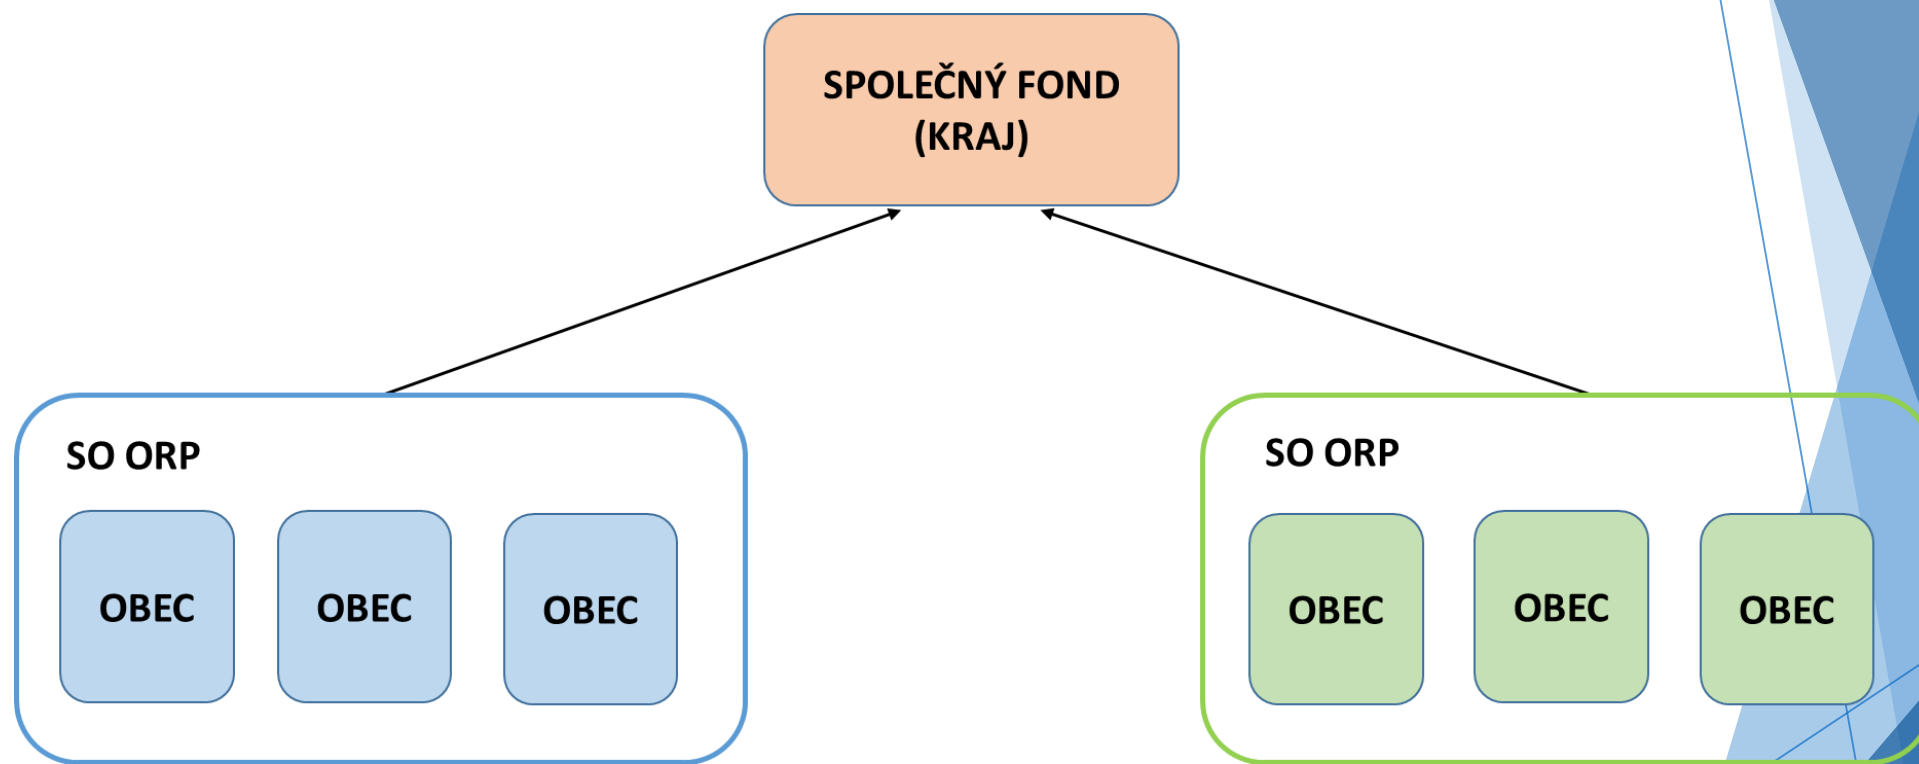 SPOLEČNÝ FOND
(KRAJ)
SO ORP
OBEC
OBEC
OBEC
SO ORP
OBEC
OBEC
OBEC